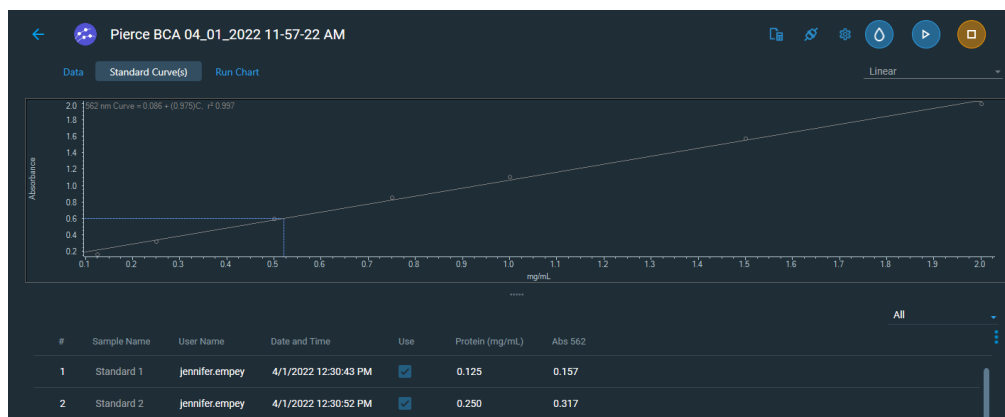 Pierce BCA 04_01_2022 11-57-22 AM
Data Standard Curve(s) Run Chart Linear
562 nm Curve = 0.086 + (0.975)C, r² 0.997
2.0
1.8
1.6
1.4
1.2
1.0
0.8
0.6
0.4
0.2
Absorbance
0.1 0.2 0.3 0.4 0.5 0.6 0.7 0.8 0.9 1.0 1.1 1.2 1.3 1.4 1.5 1.6 1.7 1.8 1.9 2.0
mg/mL
All
# Sample Name User Name Date and Time Use Protein (mg/mL) Abs 562
1 Standard 1 jennifer.empey 4/1/2022 12:30:43 PM 0.125 0.157
2 Standard 2 jennifer.empey 4/1/2022 12:30:52 PM 0.250 0.317